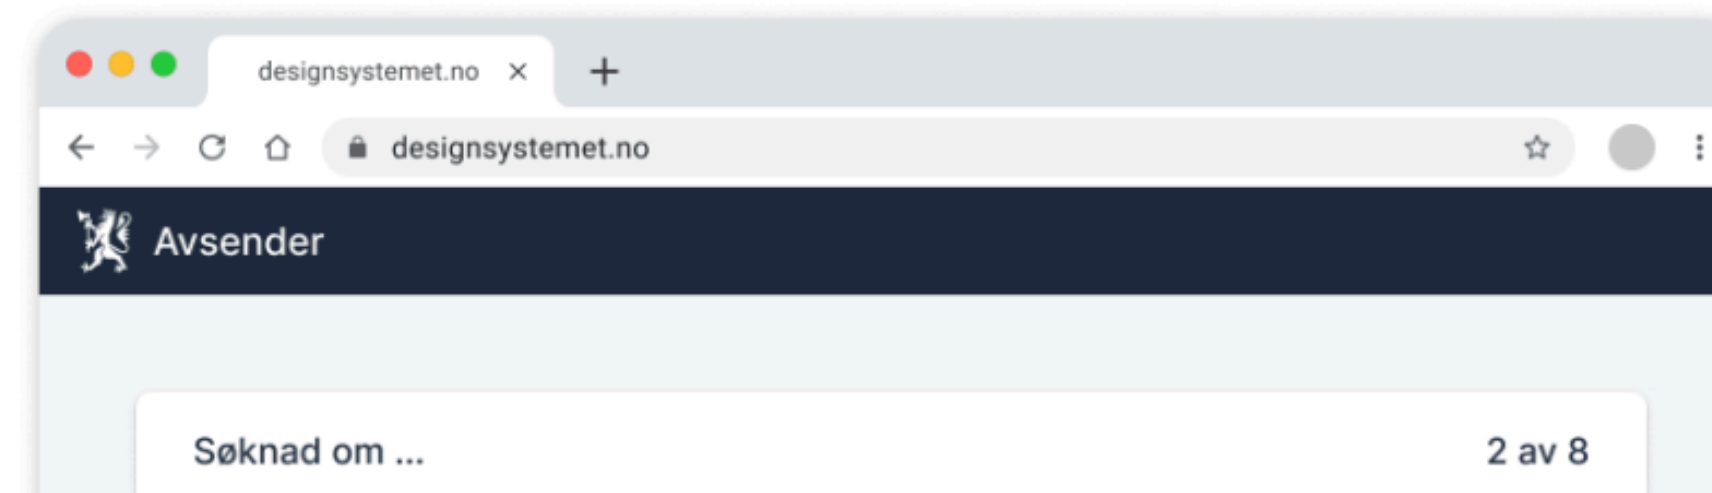 designsystemet.no
designsystemet.no
Avsender
Søknad om ... 2 av 8